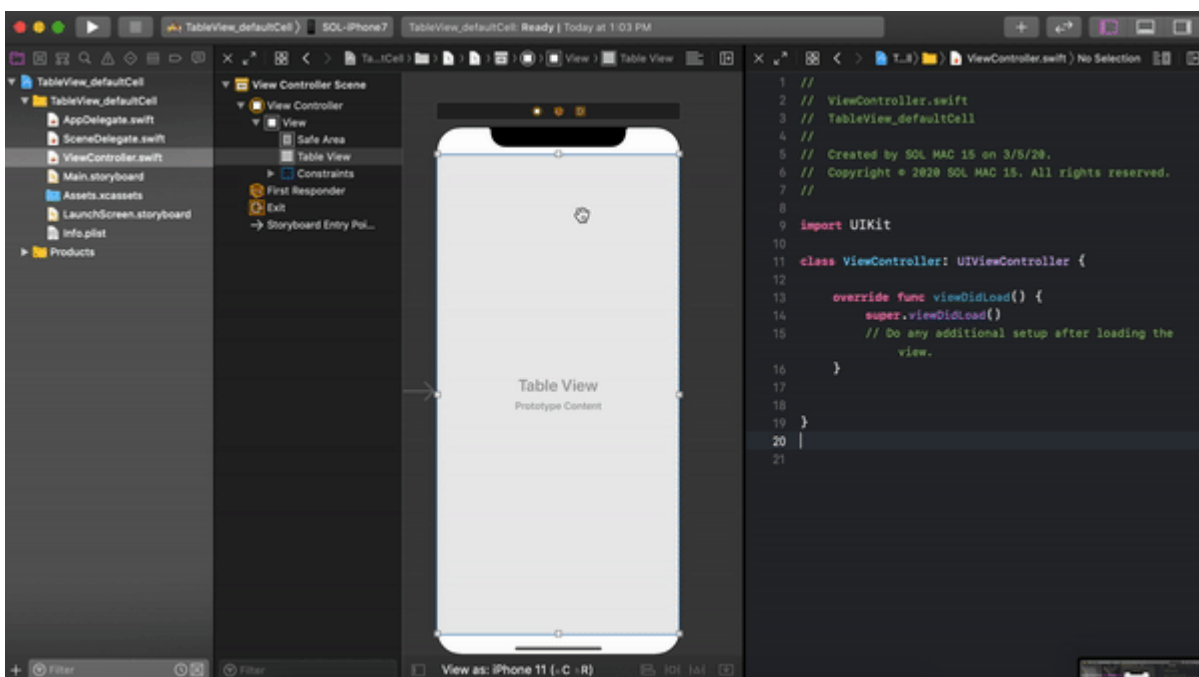 TableView_defaultCell
SOL-iPhone7
TableView_defaultCell: Ready | Today at 1:03 PM
Ta...tCell
View
Table View
T...ll
ViewController.swift
No Selection
TableView_defaultCell
TableView_defaultCell
AppDelegate.swift
SceneDelegate.swift
ViewController.swift
Main.storyboard
Assets.xcassets
LaunchScreen.storyboard
Info.plist
Products
Filter
View Controller Scene
View Controller
View
Safe Area
Table View
Constraints
First Responder
Exit
Storyboard Entry Poi...
Filter
Table View
Prototype Content
View as: iPhone 11 (wC hR)
1 //
2 // ViewController.swift
3 // TableView_defaultCell
4 //
5 // Created by SOL MAC 15 on 3/5/20.
6 // Copyright © 2020 SOL MAC 15. All rights reserved.
7 //
8
9 import UIKit
10
11 class ViewController: UIViewController {
12
13 override func viewDidLoad() {
14 super.viewDidLoad()
15 // Do any additional setup after loading the
view.
16 }
17
18
19 }
20
21